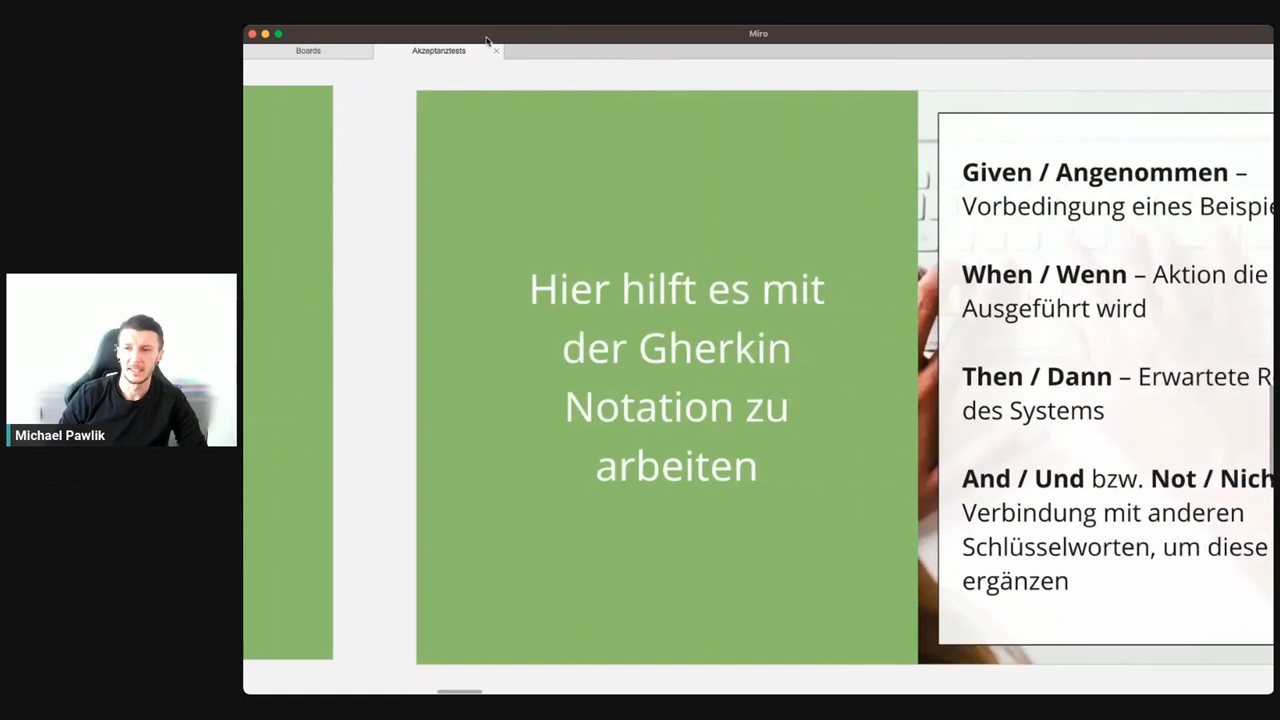 Miro
Boards
Akzeptanztests
Hier hilft es mit
der Gherkin
Notation zu
arbeiten
Given / Angenommen –
Vorbedingung eines Beispie
When / Wenn – Aktion die
Ausgeführt wird
Then / Dann – Erwartete R
des Systems
And / Und bzw. Not / Nich
Verbindung mit anderen
Schlüsselworten, um diese
ergänzen
Michael Pawlik